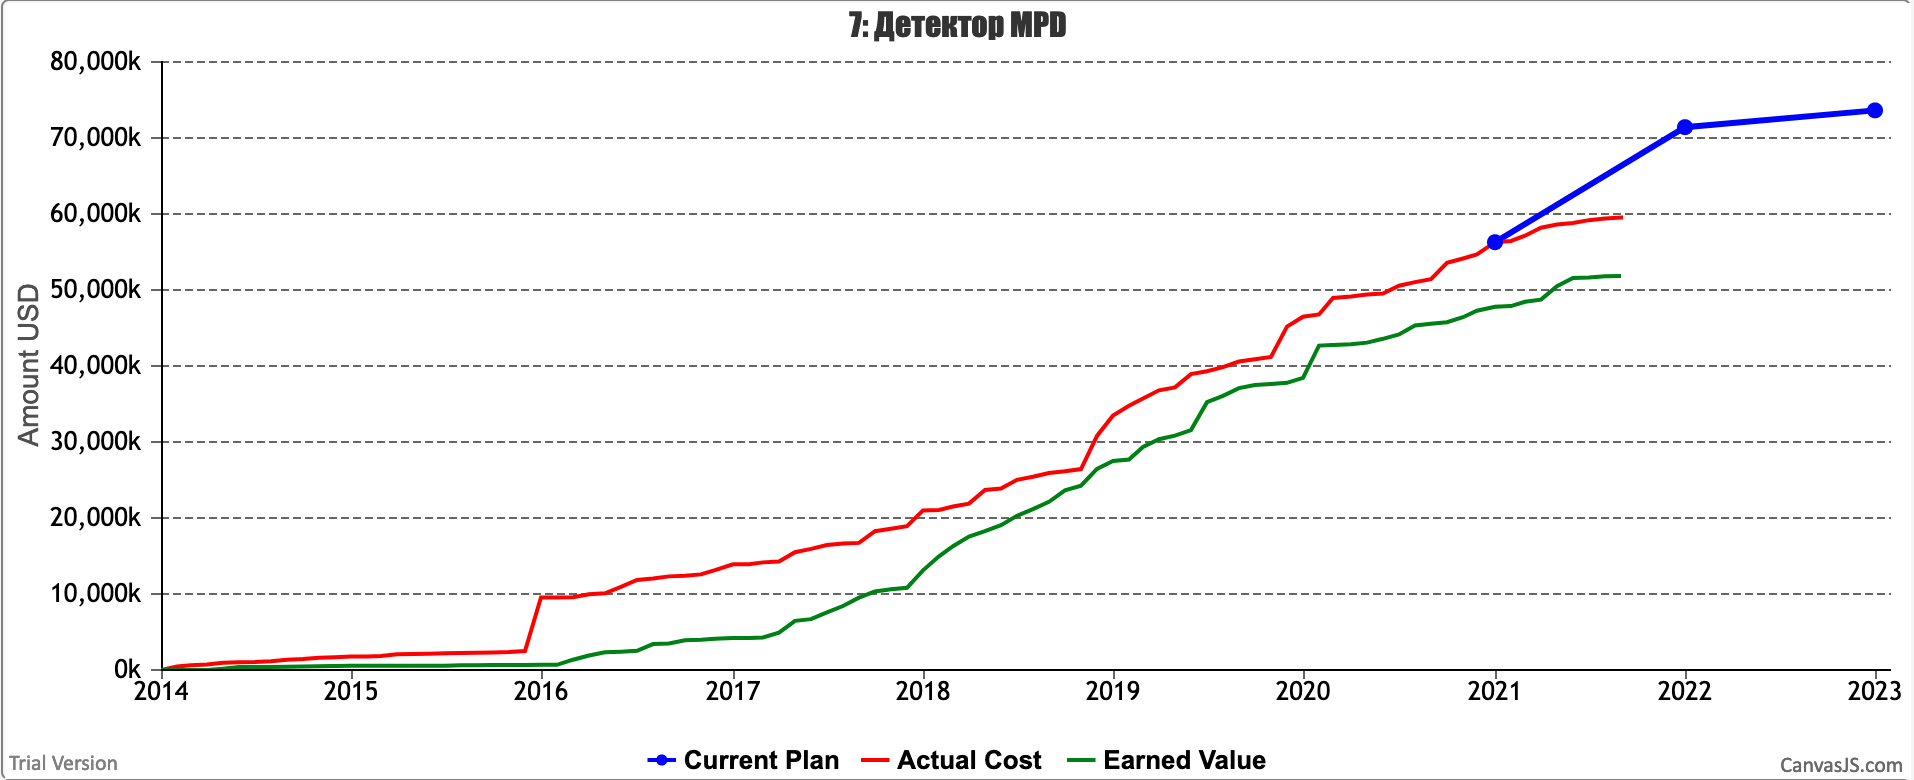 7: Детектор MPD
80,000k
70,000k
60,000k
50,000k
40,000k
30,000k
20,000k
10,000k
0k
Amount USD
2014 2015 2016 2017 2018 2019 2020 2021 2022 2023
Current Plan Actual Cost Earned Value
Trial Version
CanvasJS.com